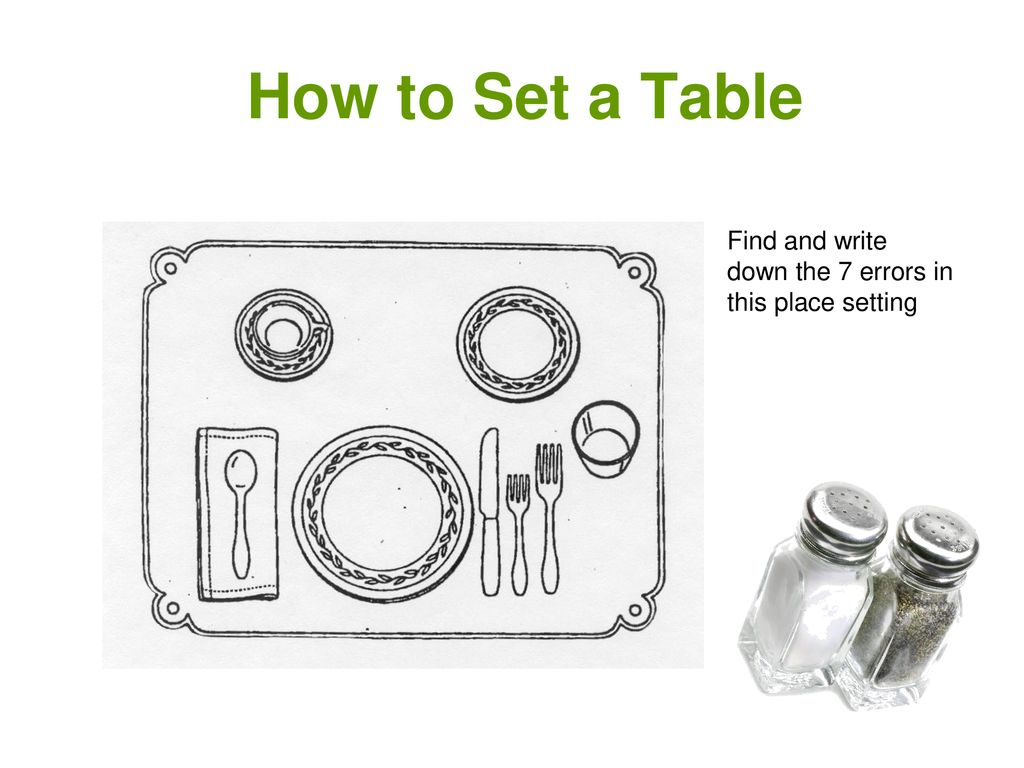 How to Set a Table
Find and write
down the 7 errors in
this place setting